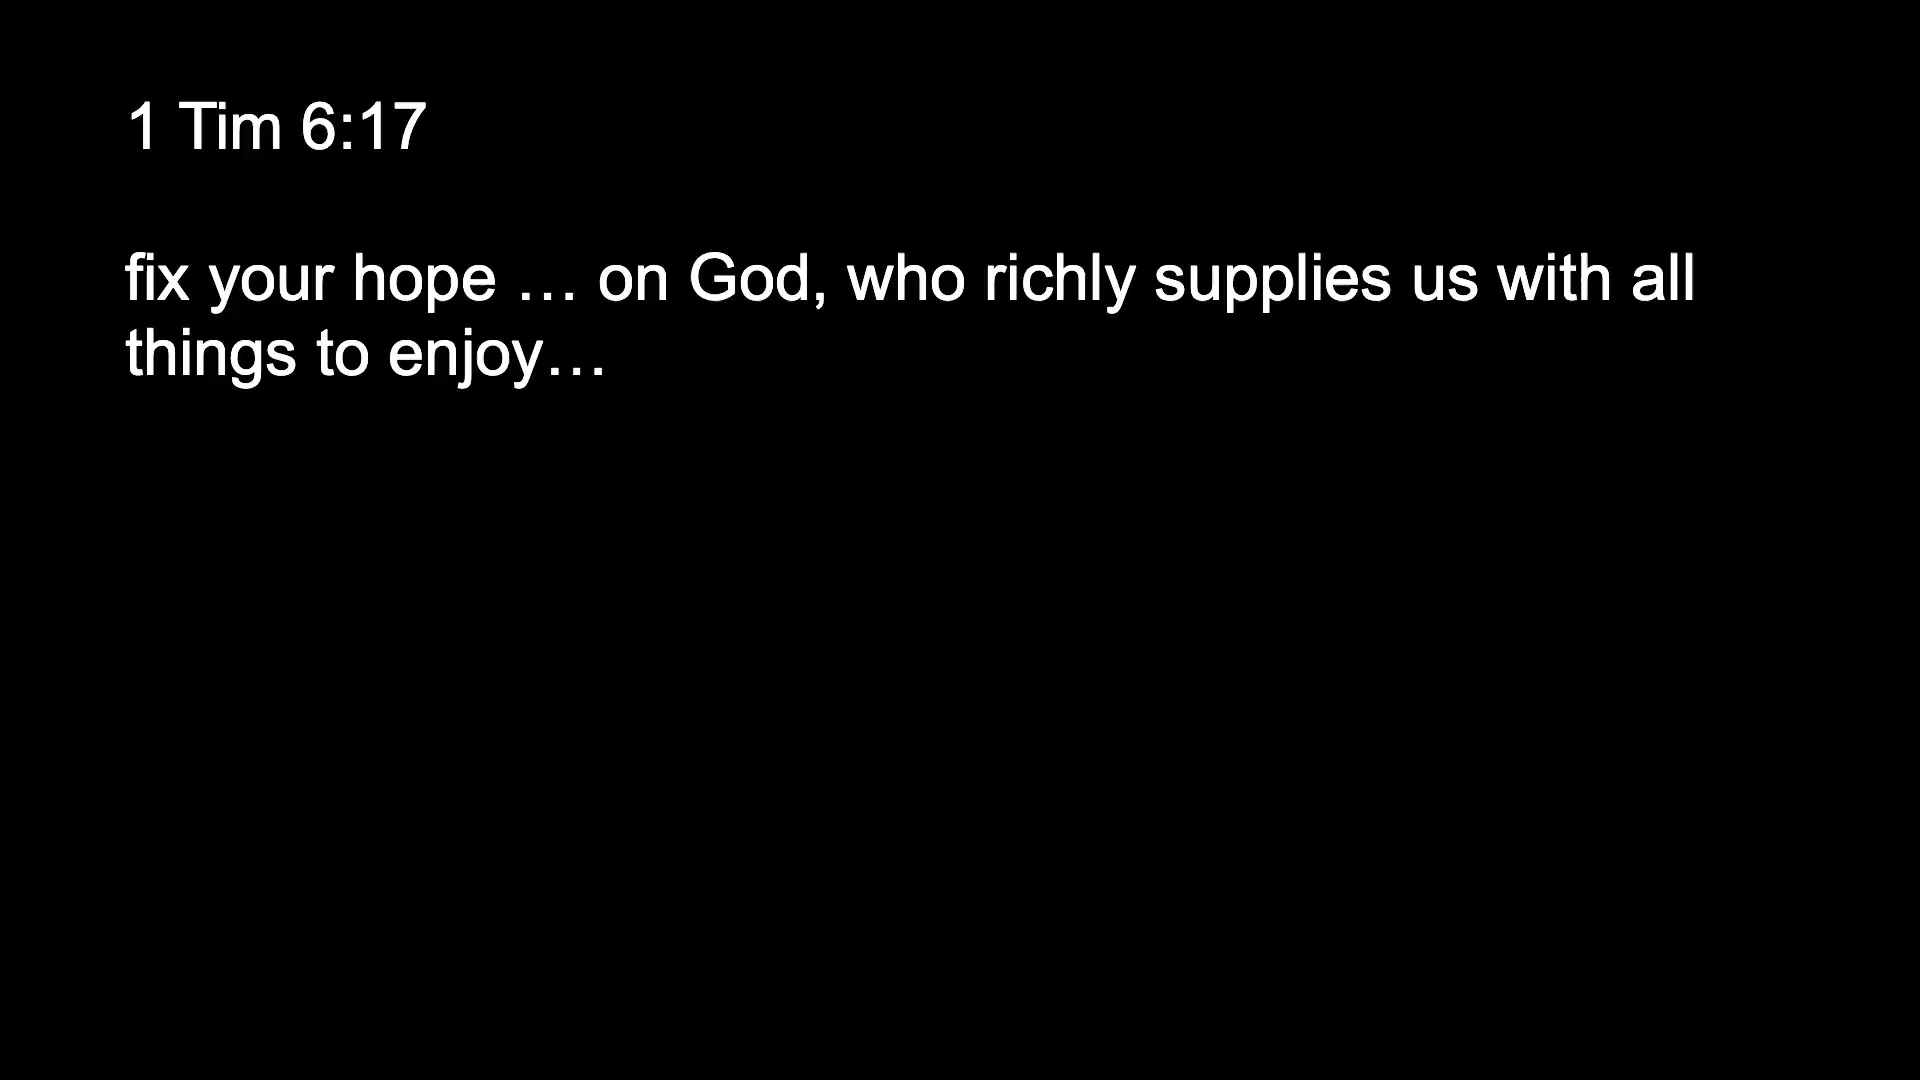 1 Tim 6:17
fix your hope … on God, who richly supplies us with all
things to enjoy…